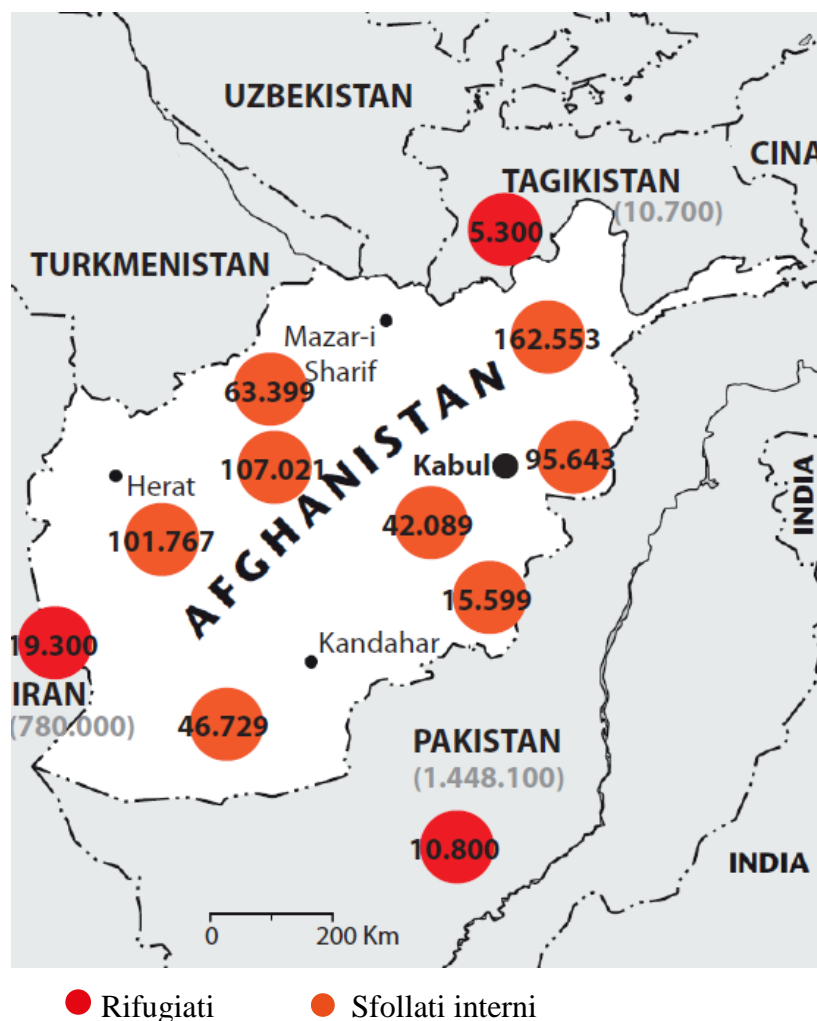 UZBEKISTAN
CINA
TAGIKISTAN
(10.700)
5.300
TURKMENISTAN
Mazar-i
Sharif
162.553
63.399
AFGHANISTAN
107.021
Kabul
95.643
Herat
101.767
42.089
INDIA
15.599
19.300
Kandahar
IRAN
(780.000)
46.729
PAKISTAN
(1.448.100)
10.800
INDIA
0 200 Km
Rifugiati Sfollati interni